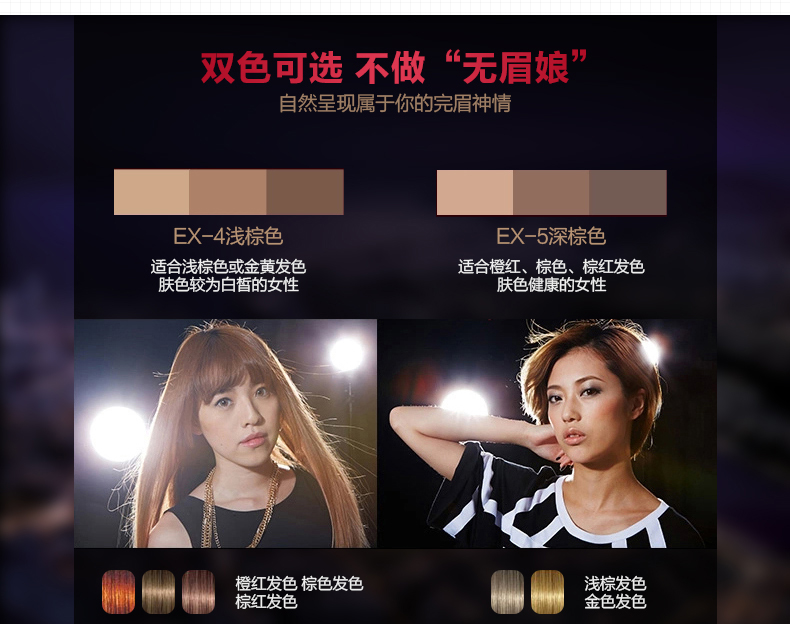 双色可选 不做“无眉娘”
自然呈现属于你的完眉神情
EX-4浅棕色
适合浅棕色或金黄发色
肤色较为白皙的女性
EX-5深棕色
适合橙红、棕色、棕红发色
肤色健康的女性
橙红发色 棕色发色
棕红发色
浅棕发色
金色发色